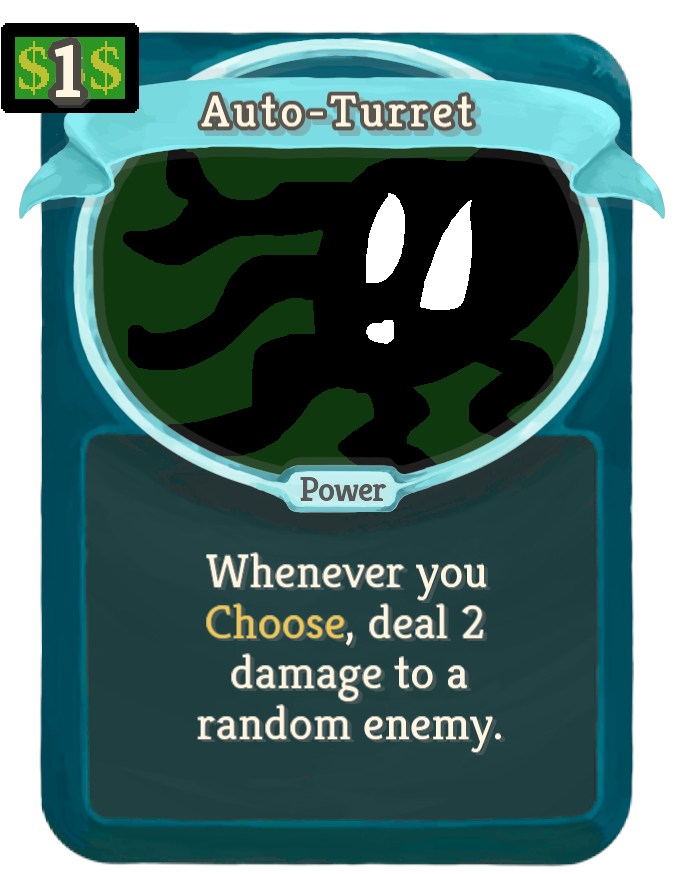 $1$
Auto-Turret
Power
Whenever you
Choose, deal 2
damage to a
random enemy.